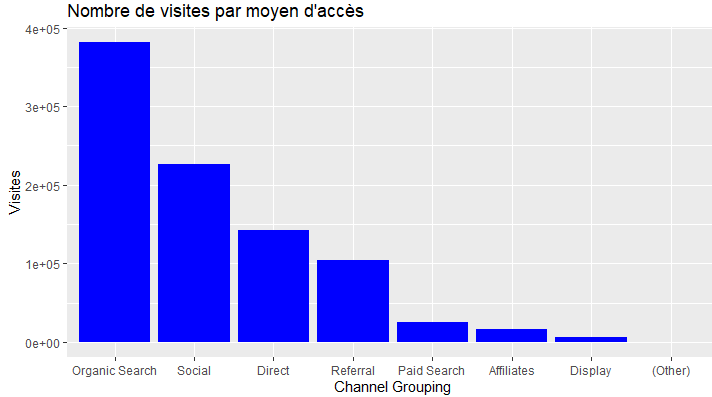 Nombre de visites par moyen d'accès
4e+05
3e+05
2e+05
1e+05
0e+00
Visites
Organic Search Social Direct Referral Paid Search Affiliates Display (Other)
Channel Grouping